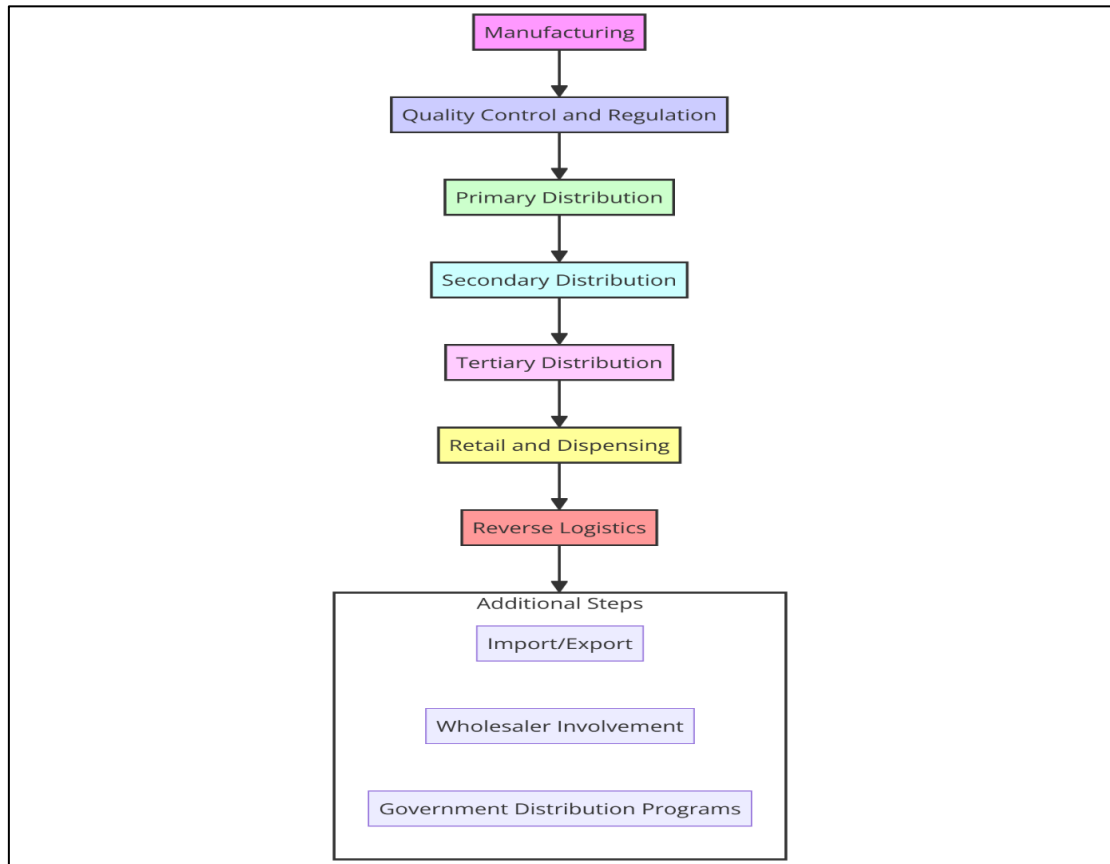 Manufacturing
Quality Control and Regulation
Primary Distribution
Secondary Distribution
Tertiary Distribution
Retail and Dispensing
Reverse Logistics
Additional Steps
Import/Export
Wholesaler Involvement
Government Distribution Programs